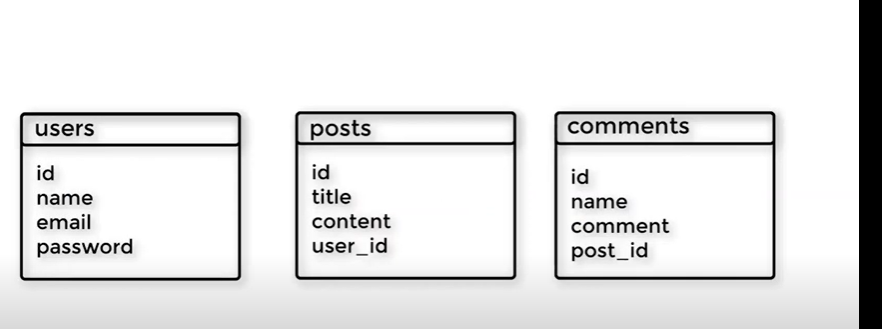 users
id
name
email
password
posts
id
title
content
user_id
comments
id
name
comment
post_id